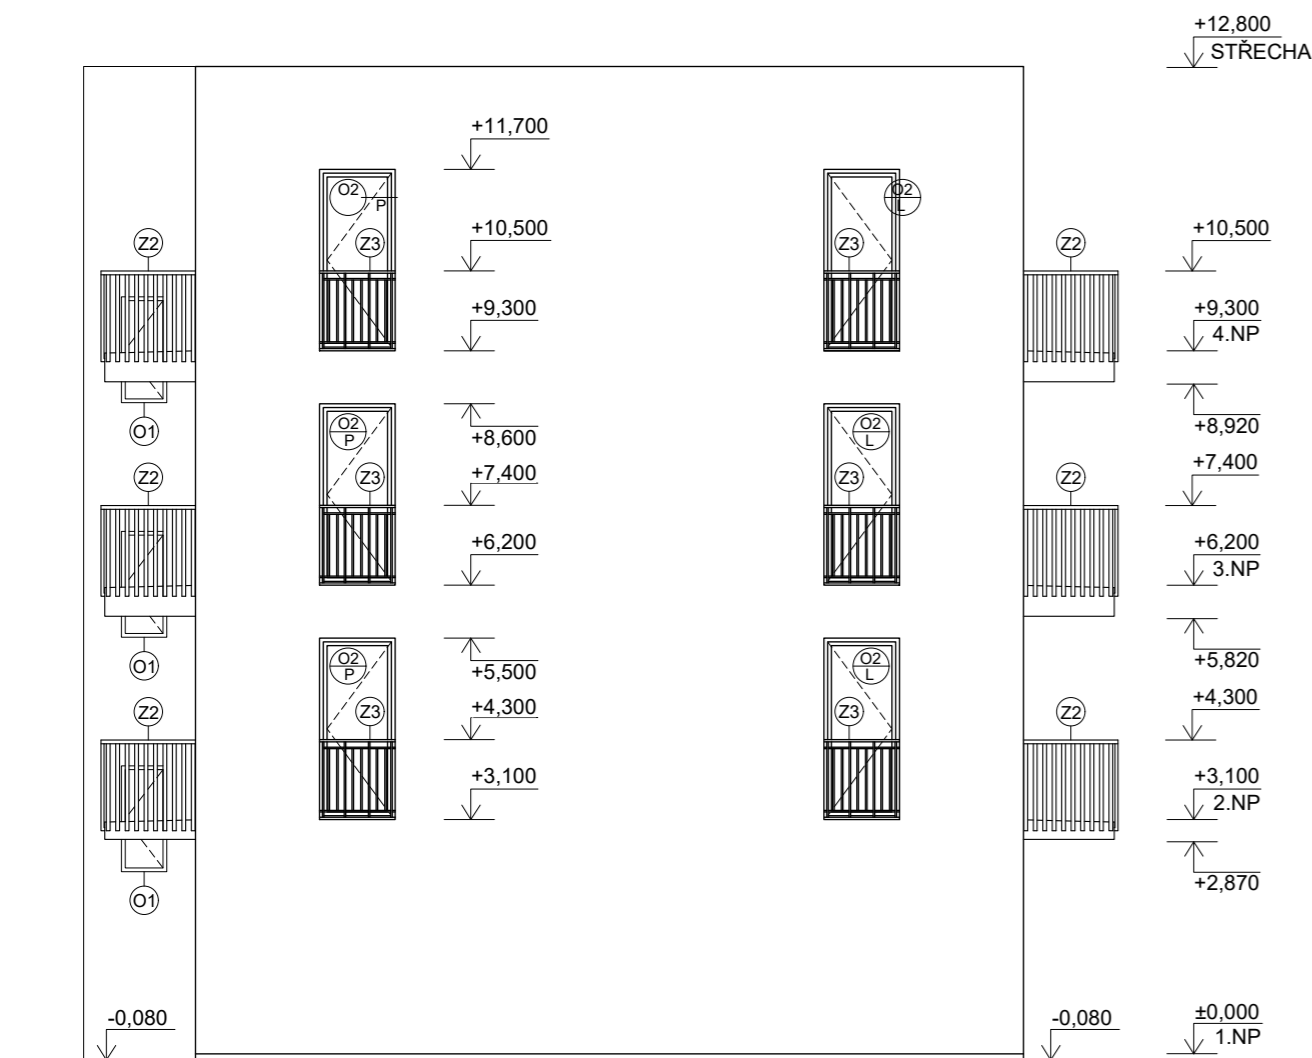 +12,800
STŘECHA
+11,700
O2
P
O2
L
Z2
Z3
+10,500
Z3
Z2
+10,500
+9,300
+9,300
4.NP
O1
O2
P
+8,600
O2
L
+8,920
Z2
Z3
+7,400
Z3
Z2
+7,400
+6,200
+6,200
3.NP
O1
O2
P
+5,500
O2
L
+5,820
Z2
Z3
+4,300
Z3
Z2
+4,300
+3,100
+3,100
2.NP
O1
+2,870
-0,080
-0,080
±0,000
1.NP